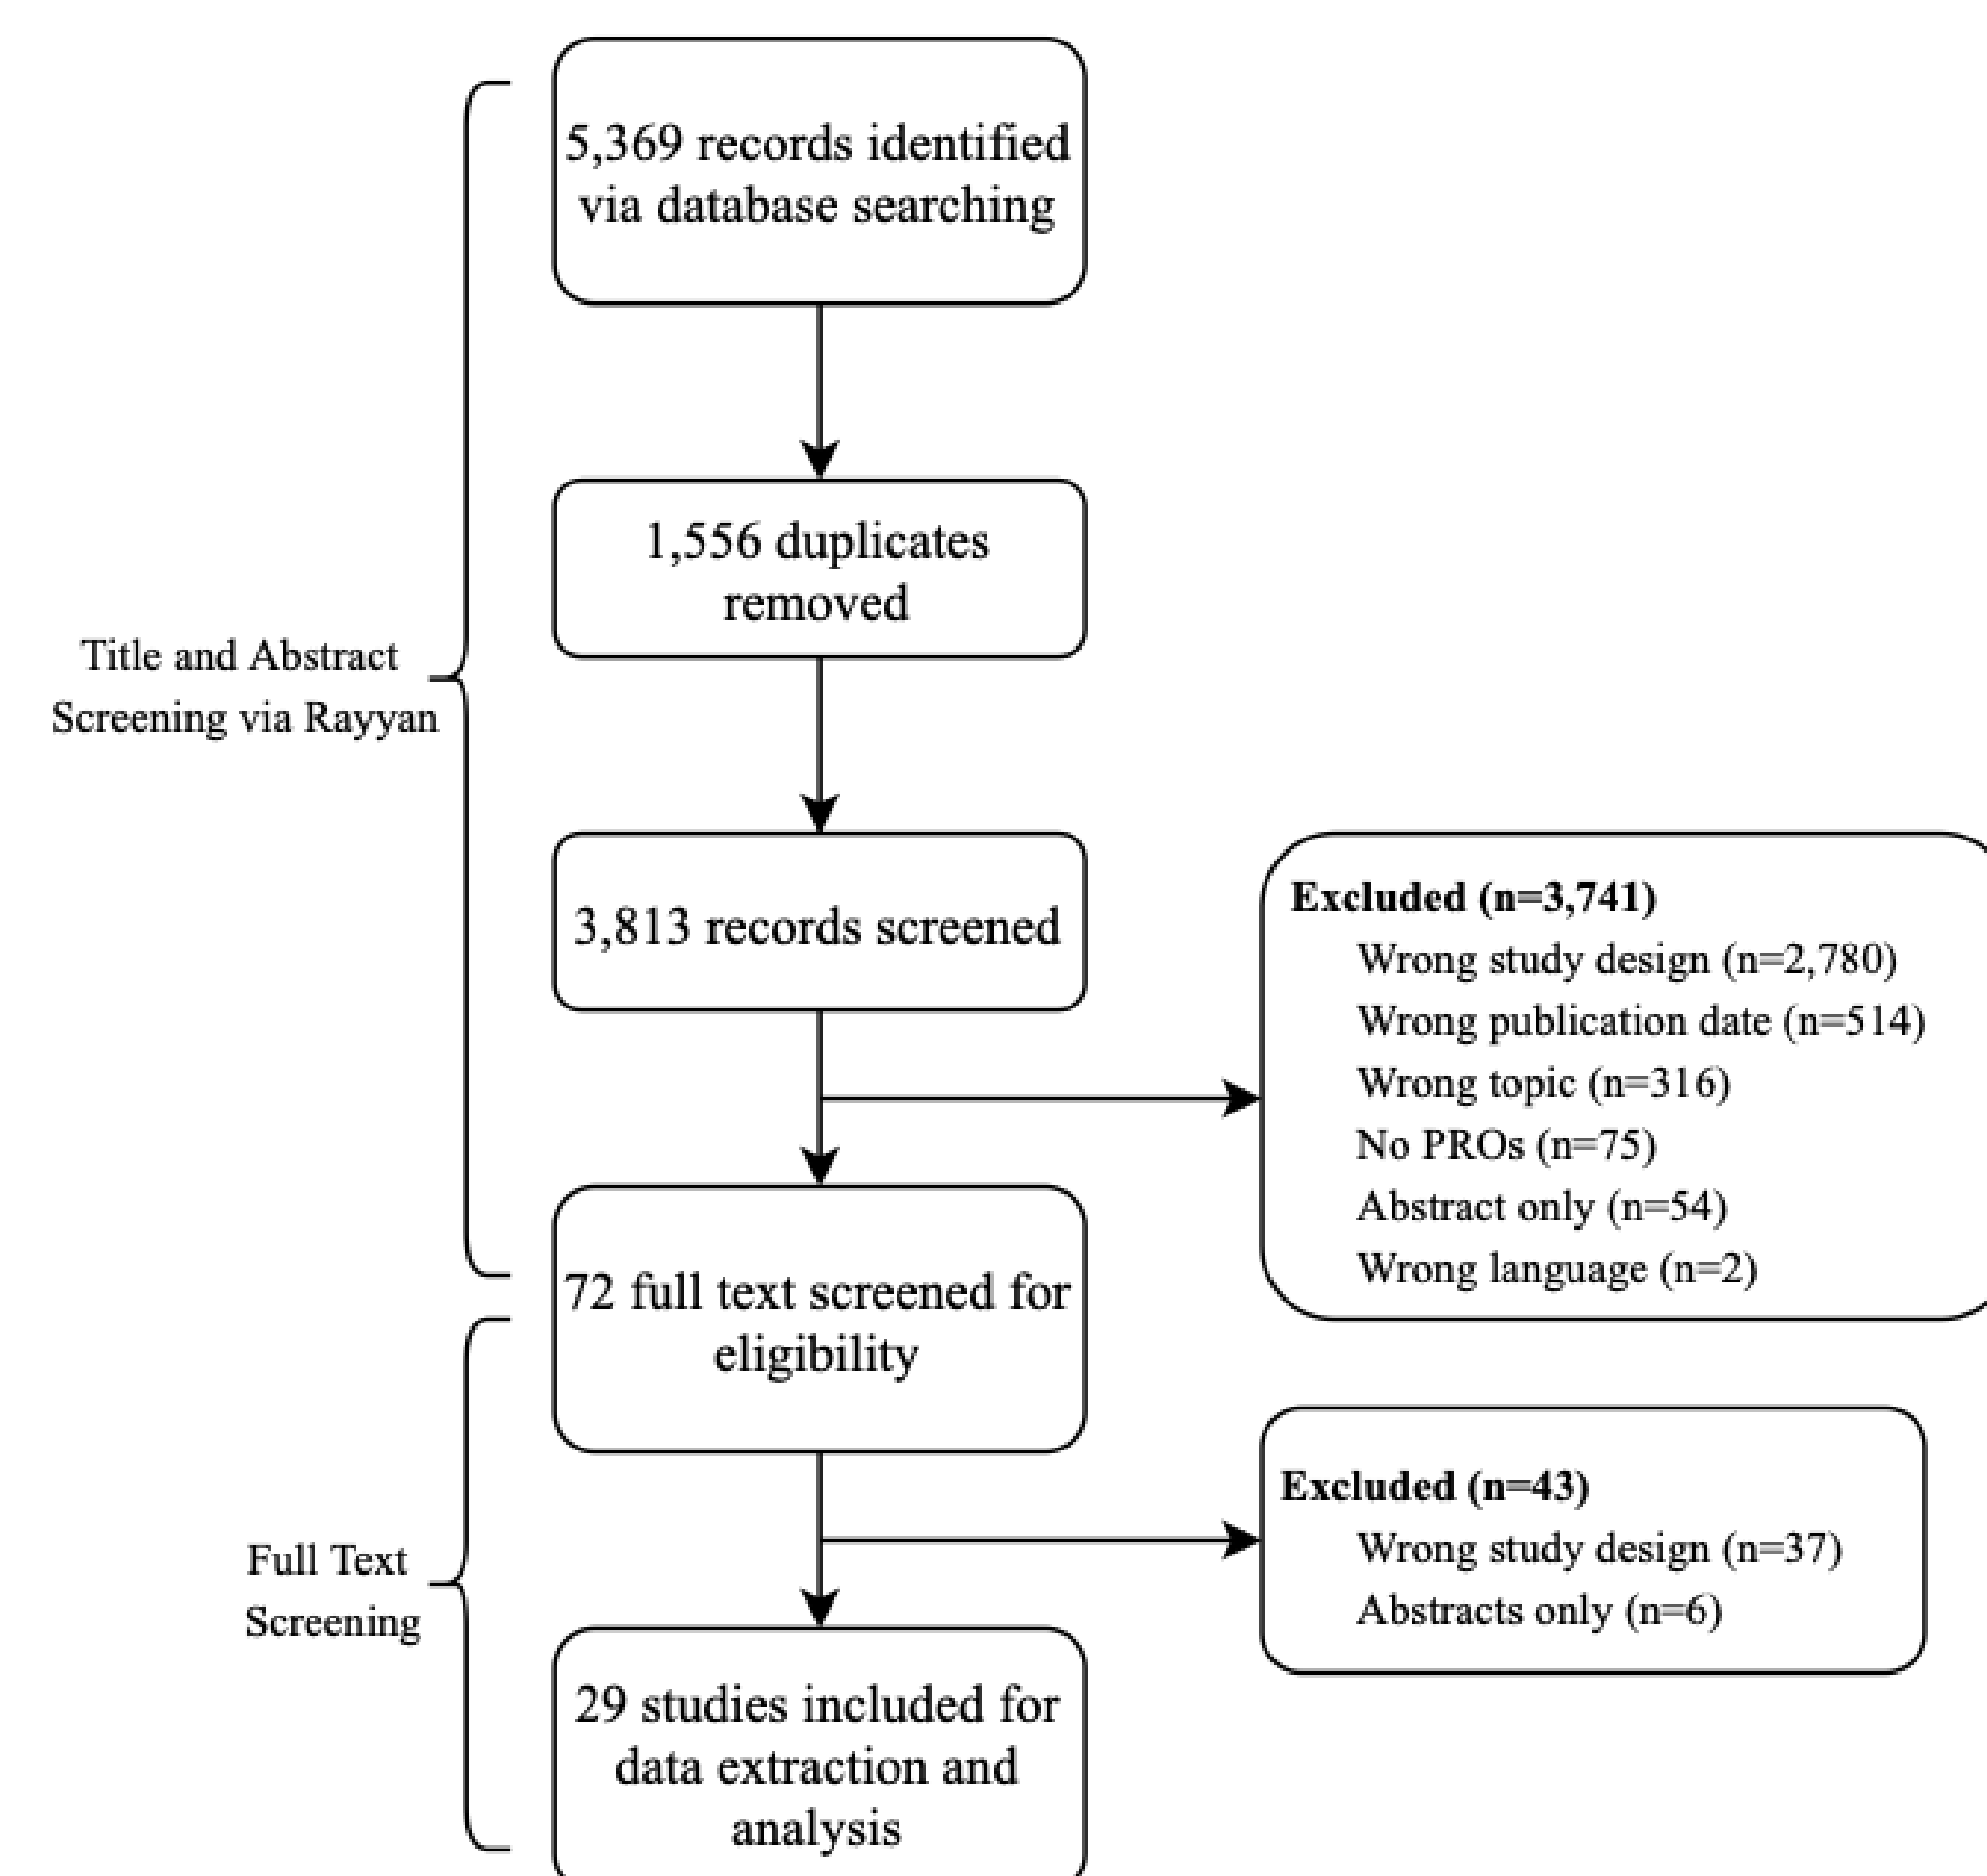 5,369 records identified
via database searching
1,556 duplicates
removed
Title and Abstract
Screening via Rayyan
3,813 records screened
Excluded (n=3,741)
Wrong study design (n=2,780)
Wrong publication date (n=514)
Wrong topic (n=316)
No PROs (n=75)
Abstract only (n=54)
Wrong language (n=2)
72 full text screened for
eligibility
Excluded (n=43)
Wrong study design (n=37)
Abstracts only (n=6)
Full Text
Screening
29 studies included for
data extraction and
analysis